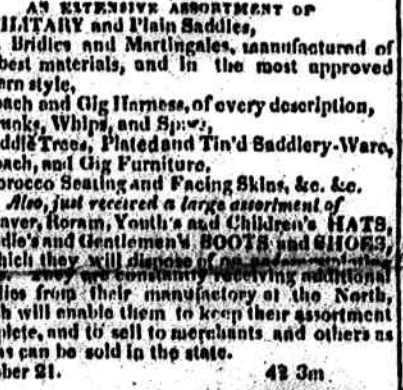 AN EXTENSIVE ASSORTMENT OF
ILITARY and Plain Saddles,
Bridles and Martingales, manufactured of
best materials, and in the most approved
ern style,
oach and Gig Harness, of every description,
unks, Whips, and Spurs,
ddle Trees, Plated and Tin'd Saddlery-Ware,
oach, and Gig Furniture,
orocco Seating and Facing Skins, &c. &c.
Also, just received a large assortment of
aver, Roram, Youth's and Children's HATS,
die's and Gentlemen's BOOTS and SHOES,
hich they will dispose of on
they are constantly receiving additional
lies from their manufactory at the North,
h will enable them to keep their assortment
plete, and to sell to merchants and others as
as can be sold in the state.
ber 21. 42 3m